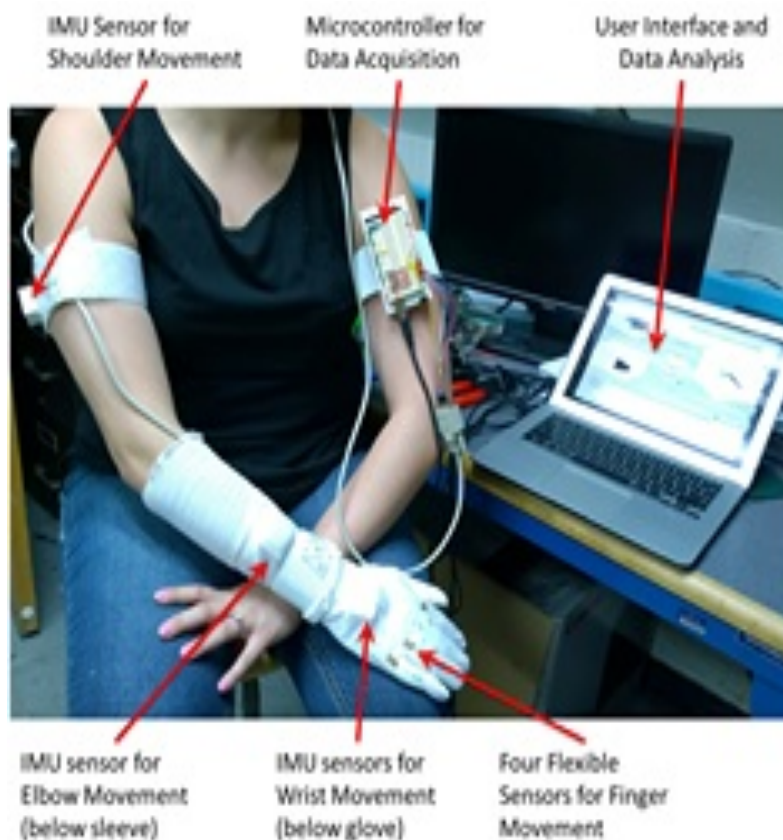 IMU Sensor for
Shoulder Movement
Microcontroller for
Data Acquisition
User Interface and
Data Analysis
IMU sensor for
Elbow Movement
(below sleeve)
IMU sensors for
Wrist Movement
(below glove)
Four Flexible
Sensors for Finger
Movement